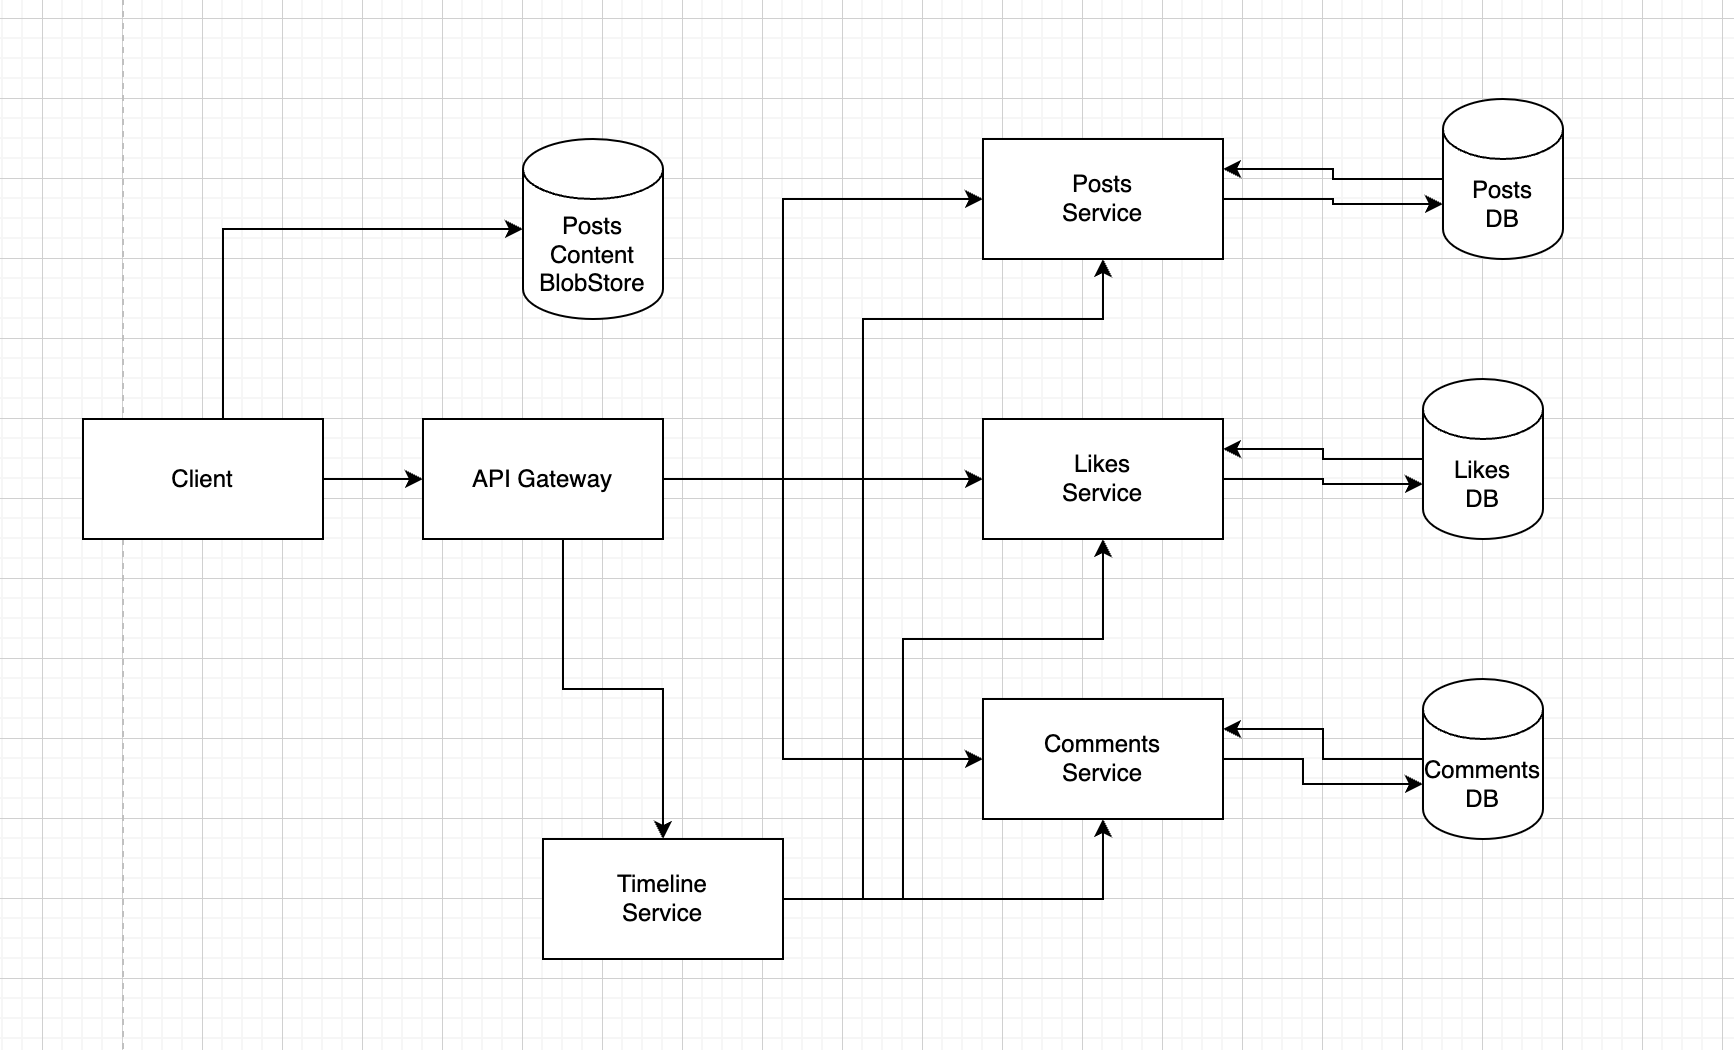 Posts
Content
BlobStore
Client
API Gateway
Timeline
Service
Posts
Service
Posts
DB
Likes
Service
Likes
DB
Comments
Service
Comments
DB